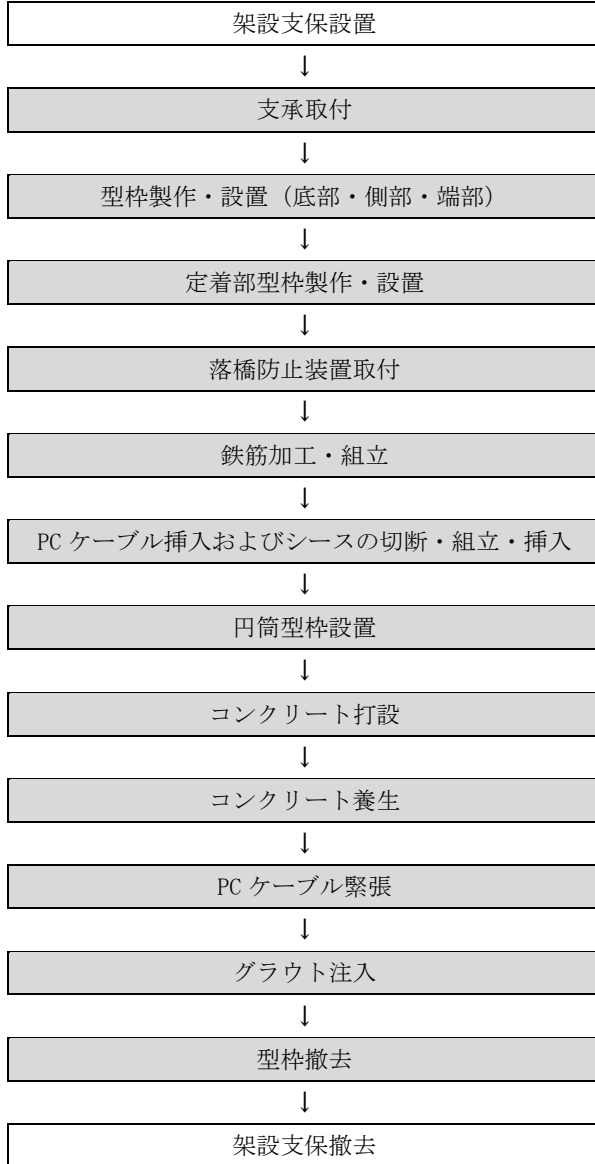 架設支保設置
↓
支承取付
↓
型枠製作・設置（底部・側部・端部）
↓
定着部型枠製作・設置
↓
落橋防止装置取付
↓
鉄筋加工・組立
↓
PC ケーブル挿入およびシースの切断・組立・挿入
↓
円筒型枠設置
↓
コンクリート打設
↓
コンクリート養生
↓
PC ケーブル緊張
↓
グラウト注入
↓
型枠撤去
↓
架設支保撤去